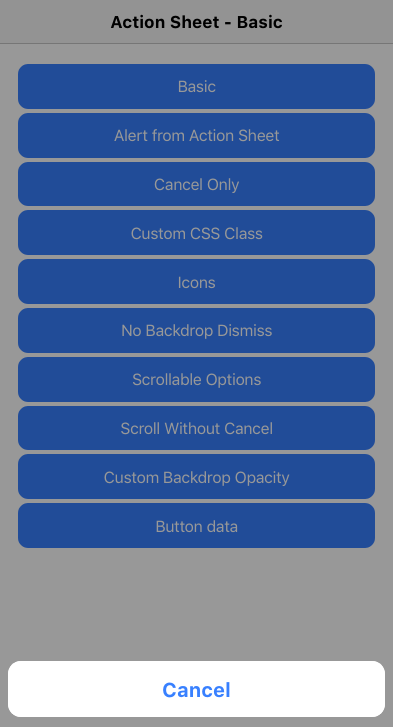 Action Sheet - Basic
Basic
Alert from Action Sheet
Cancel Only
Custom CSS Class
Icons
No Backdrop Dismiss
Scrollable Options
Scroll Without Cancel
Custom Backdrop Opacity
Button data
Cancel